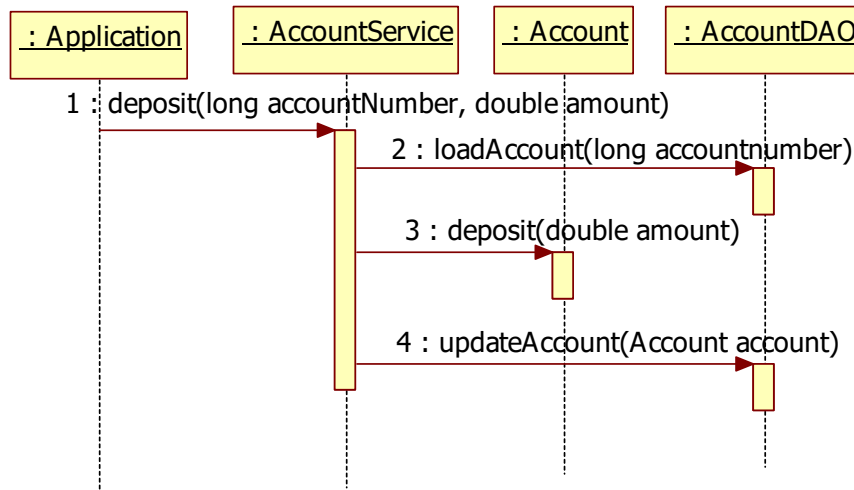 : Application
: AccountService
: Account
: AccountDAO
1 : deposit(long accountNumber, double amount)
2 : loadAccount(long accountnumber)
3 : deposit(double amount)
4 : updateAccount(Account account)